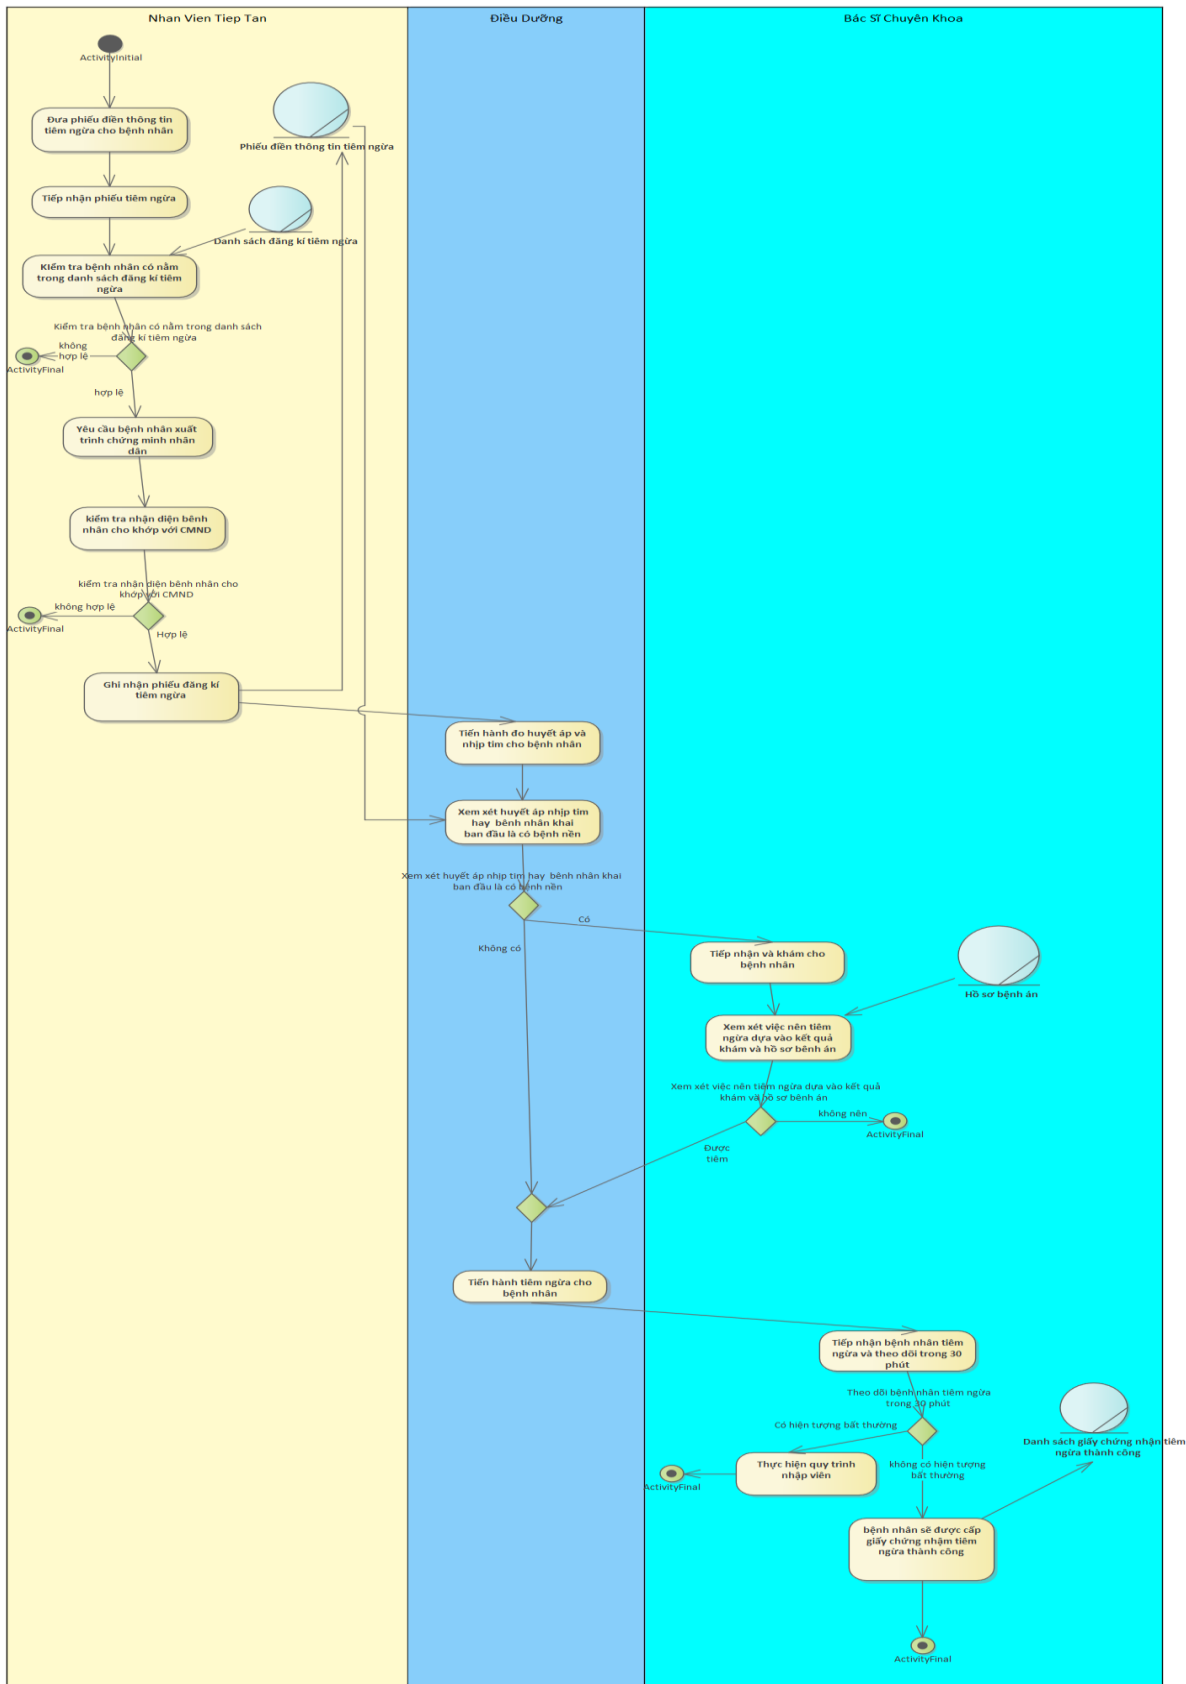 Nhan Vien Tiep Tan
Điều Dưỡng
Bác Sĩ Chuyên Khoa
ActivityInitial
Đưa phiếu điền thông tin
tiêm ngừa cho bệnh nhân
Phiếu điền thông tin tiêm ngừa
Tiếp nhận phiếu tiêm ngừa
Danh sách đăng kí tiêm ngừa
KIểm tra bệnh nhân có nằm
trong danh sách đăng kí tiêm
ngừa
Kiểm tra bệnh nhân có nằm trong danh sách
đăng kí tiêm ngừa
không
hợp lệ
ActivityFinal
hợp lệ
Yêu cầu bệnh nhân xuất
trình chứng minh nhân
dân
kiểm tra nhận diện bênh
nhân cho khớp với CMND
kiểm tra nhận diện bênh nhân cho
khớp với CMND
không hợp lệ
ActivityFinal
Hợp lệ
Ghi nhận phiếu đăng kí
tiêm ngừa
Tiến hành đo huyết áp và
nhịp tim cho bệnh nhân
Xem xét huyết áp nhịp tim
hay bênh nhân khai
ban đầu là có bệnh nền
Xem xét huyết áp nhịp tim hay bênh nhân khai
ban đầu là có bệnh nền
Có
Không có
Tiếp nhận và khám cho
bệnh nhân
Hồ sơ bệnh án
Xem xét việc nên tiêm
ngừa dựa vào kết quả
khám và hồ sơ bênh án
Xem xét việc nên tiêm ngừa dựa vào kết quả
khám và hồ sơ bênh án
không nên
ActivityFinal
Được
tiêm
Tiến hành tiêm ngừa cho
bệnh nhân
Tiếp nhận bệnh nhân tiêm
ngừa và theo dõi trong 30
phút
Theo dõi bệnh nhân tiêm ngừa
trong 30 phút
Có hiện tượng bất thường
Danh sách giấy chứng nhận tiêm
ngừa thành công
Thực hiện quy trình
nhập viên
ActivityFinal
không có hiện tượng
bất thường
bệnh nhân sẽ được cấp
giấy chứng nhậm tiêm
ngừa thành công
ActivityFinal